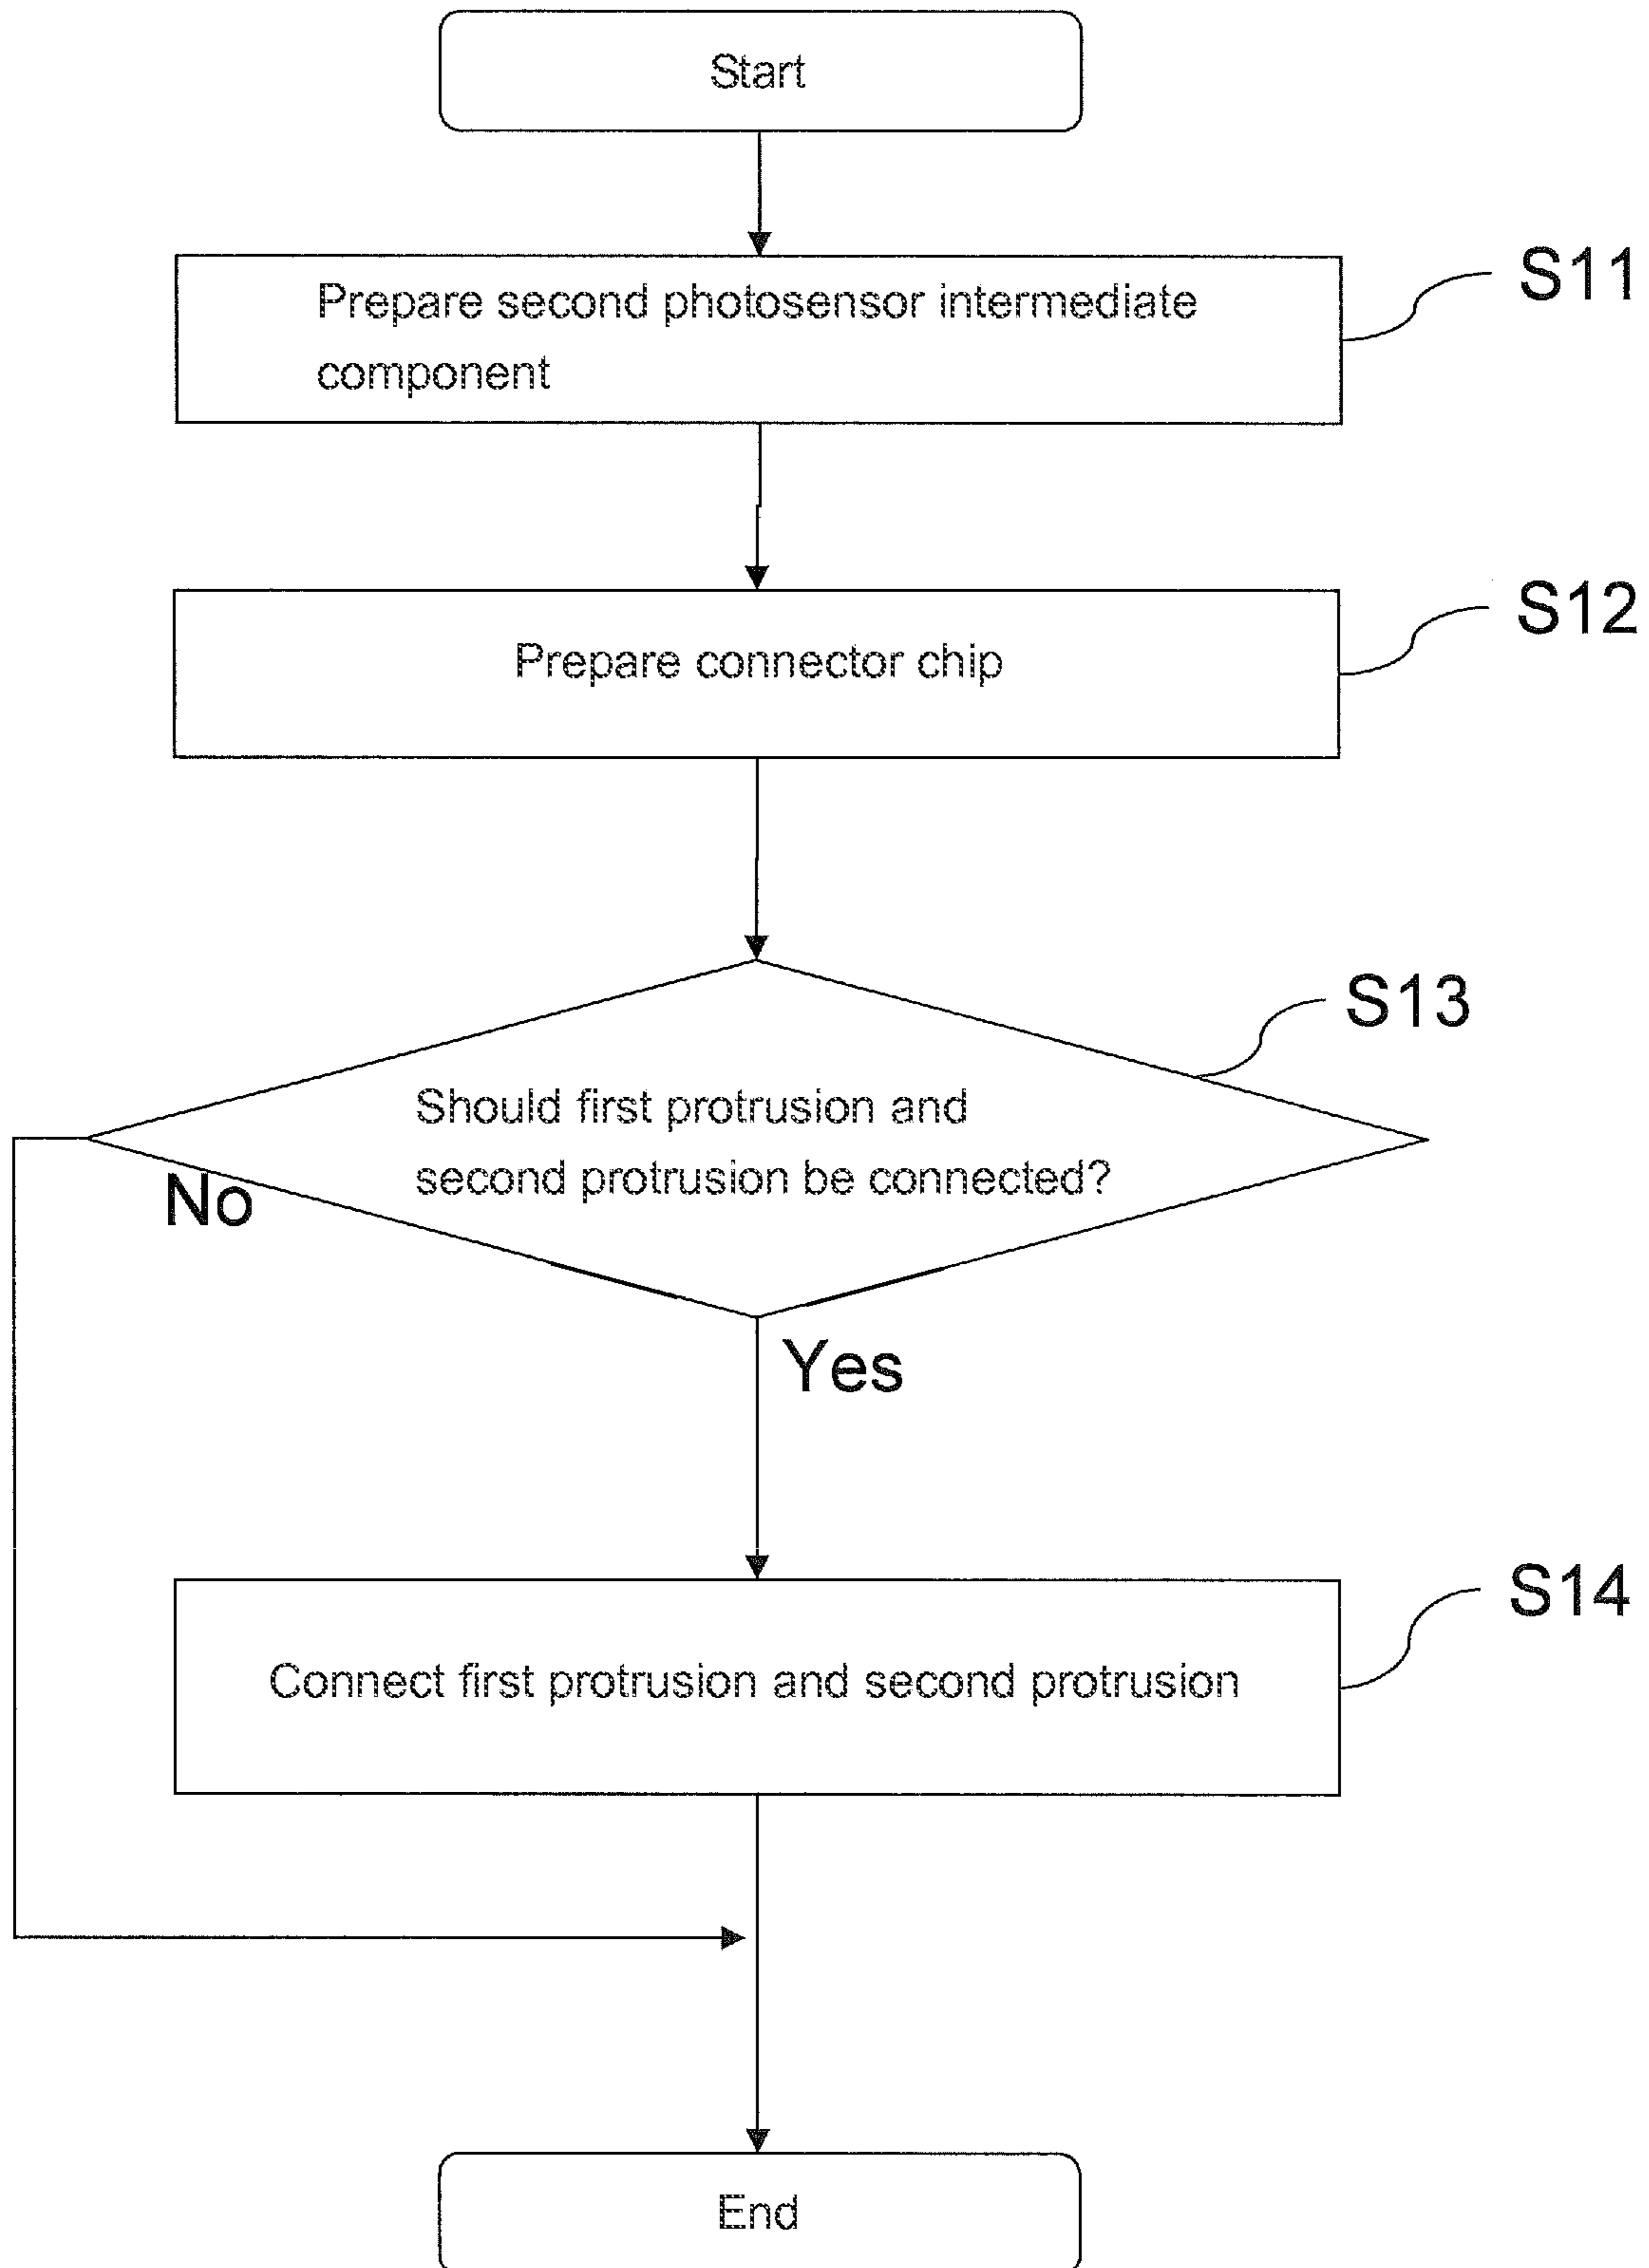 Start
Prepare second photosensor intermediate
component
S11
Prepare connector chip
S12
S13
Should first protrusion and
second protrusion be connected?
No
Yes
Connect first protrusion and second protrusion
S14
End